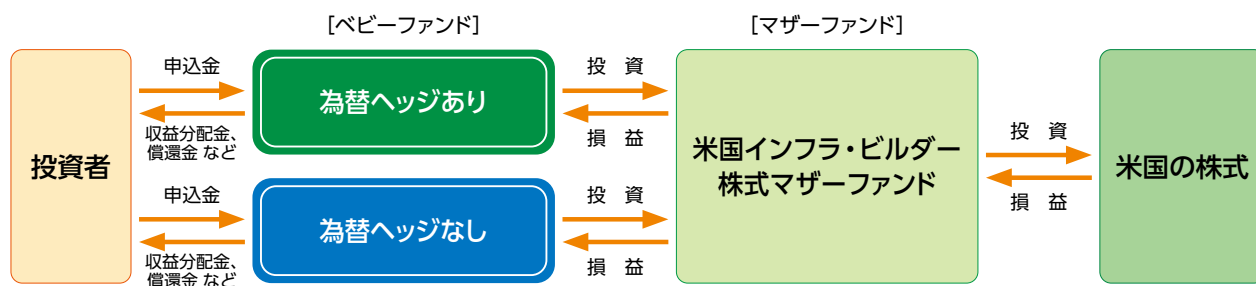 [ベビーファンド]
[マザーファンド]
投資者
申込金
収益分配金、
償還金 など
為替ヘッジあり
投 資
損 益
申込金
収益分配金、
償還金 など
為替ヘッジなし
投 資
損 益
米国インフラ・ビルダー
株式マザーファンド
投 資
損 益
米国の株式